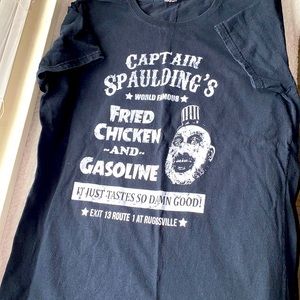 CAPTAIN
SPAULDING'S
★ WORLD FAMOUS ★
FRIED
CHICKEN
~AND~
GASOLINE
IT JUST TASTES SO DAMN GOOD!
★ EXIT 13 ROUTE 1 AT RUGGSVILLE ★